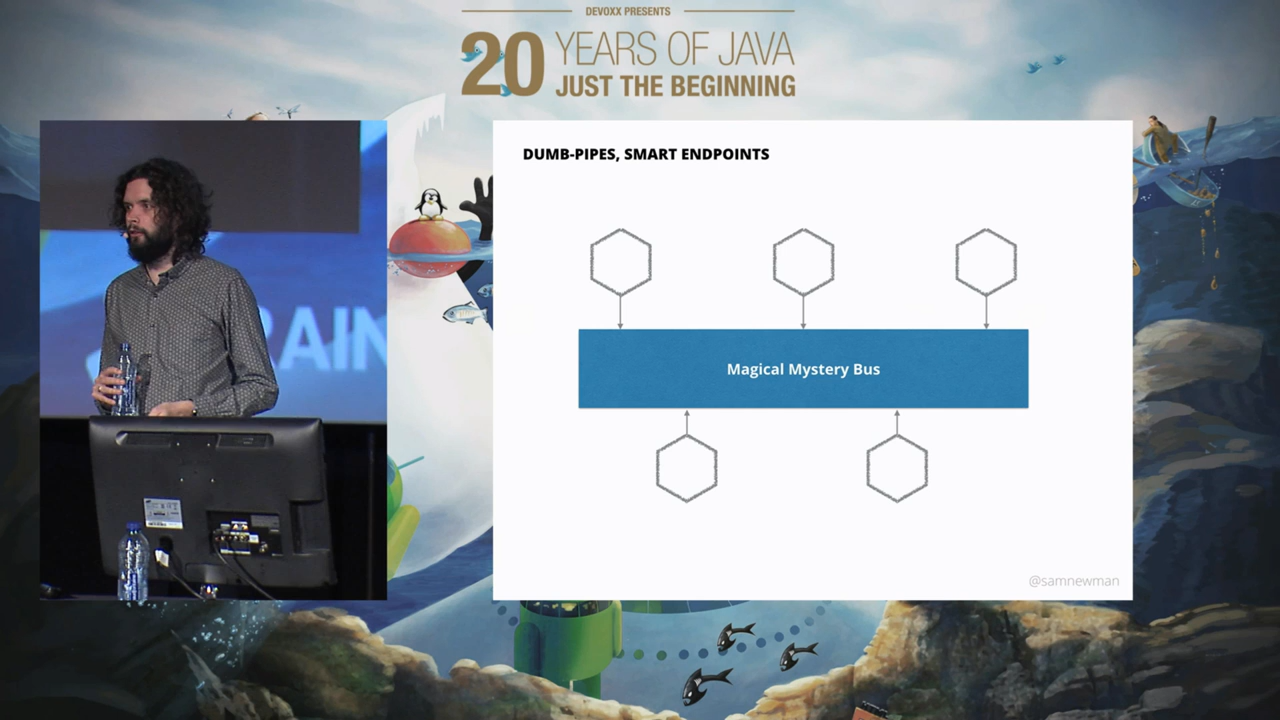 DEVOXX PRESENTS
20 YEARS OF JAVA
JUST THE BEGINNING
DUMB-PIPES, SMART ENDPOINTS
Magical Mystery Bus
@samnewman
RAIN